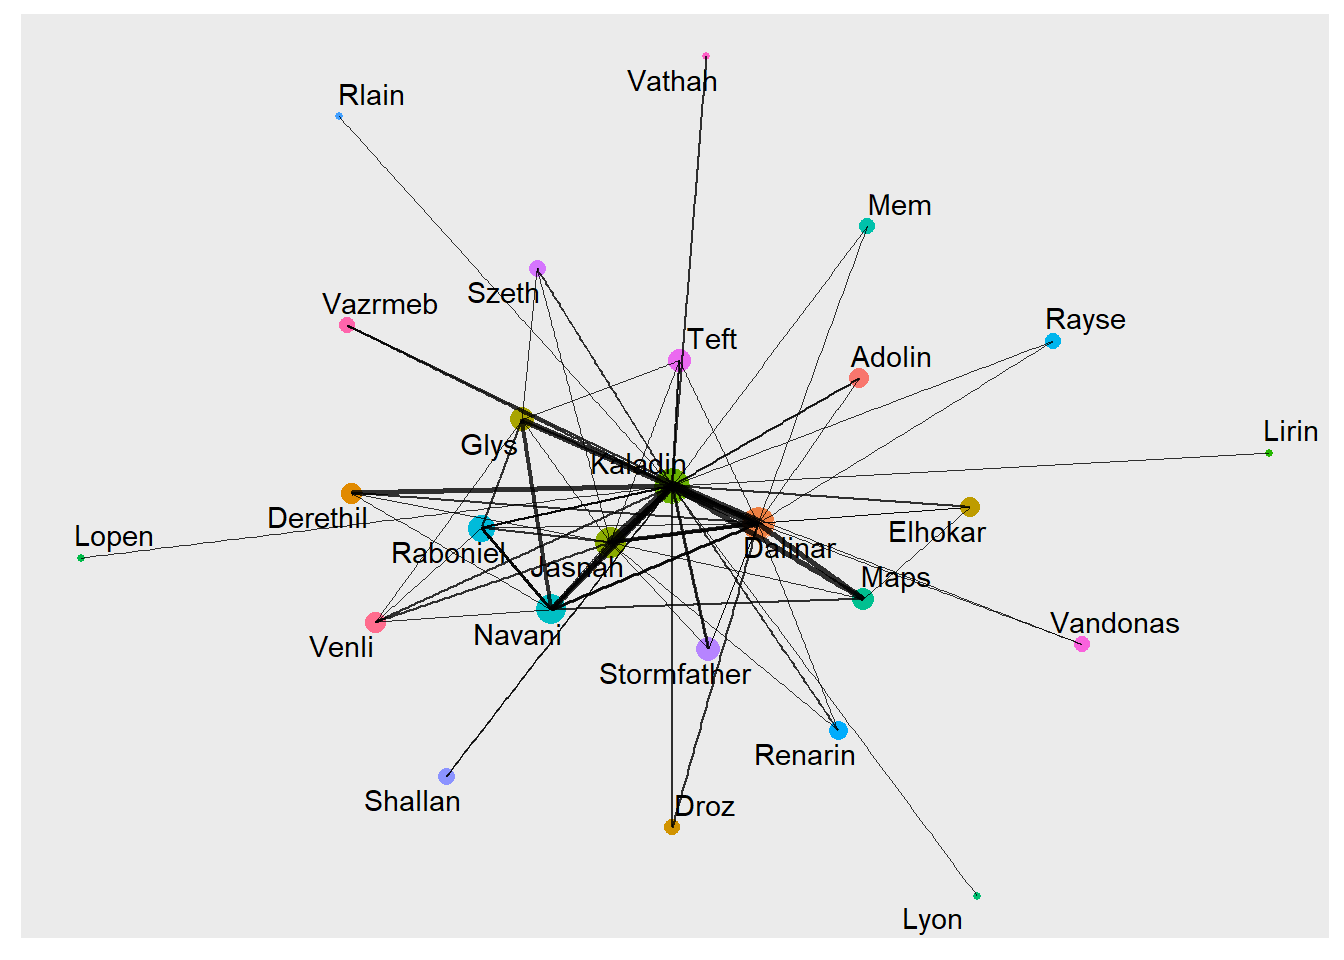 Vathah
Rlain
Mem
Szeth
Vazrmeb
Rayse
Teft
Adolin
Glys
Lirin
Kaladin
Derethil
Elhokar
Lopen
Raboniel
Jasnah
Dalinar
Maps
Vandonas
Venli
Navani
Stormfather
Renarin
Shallan
Droz
Lyon